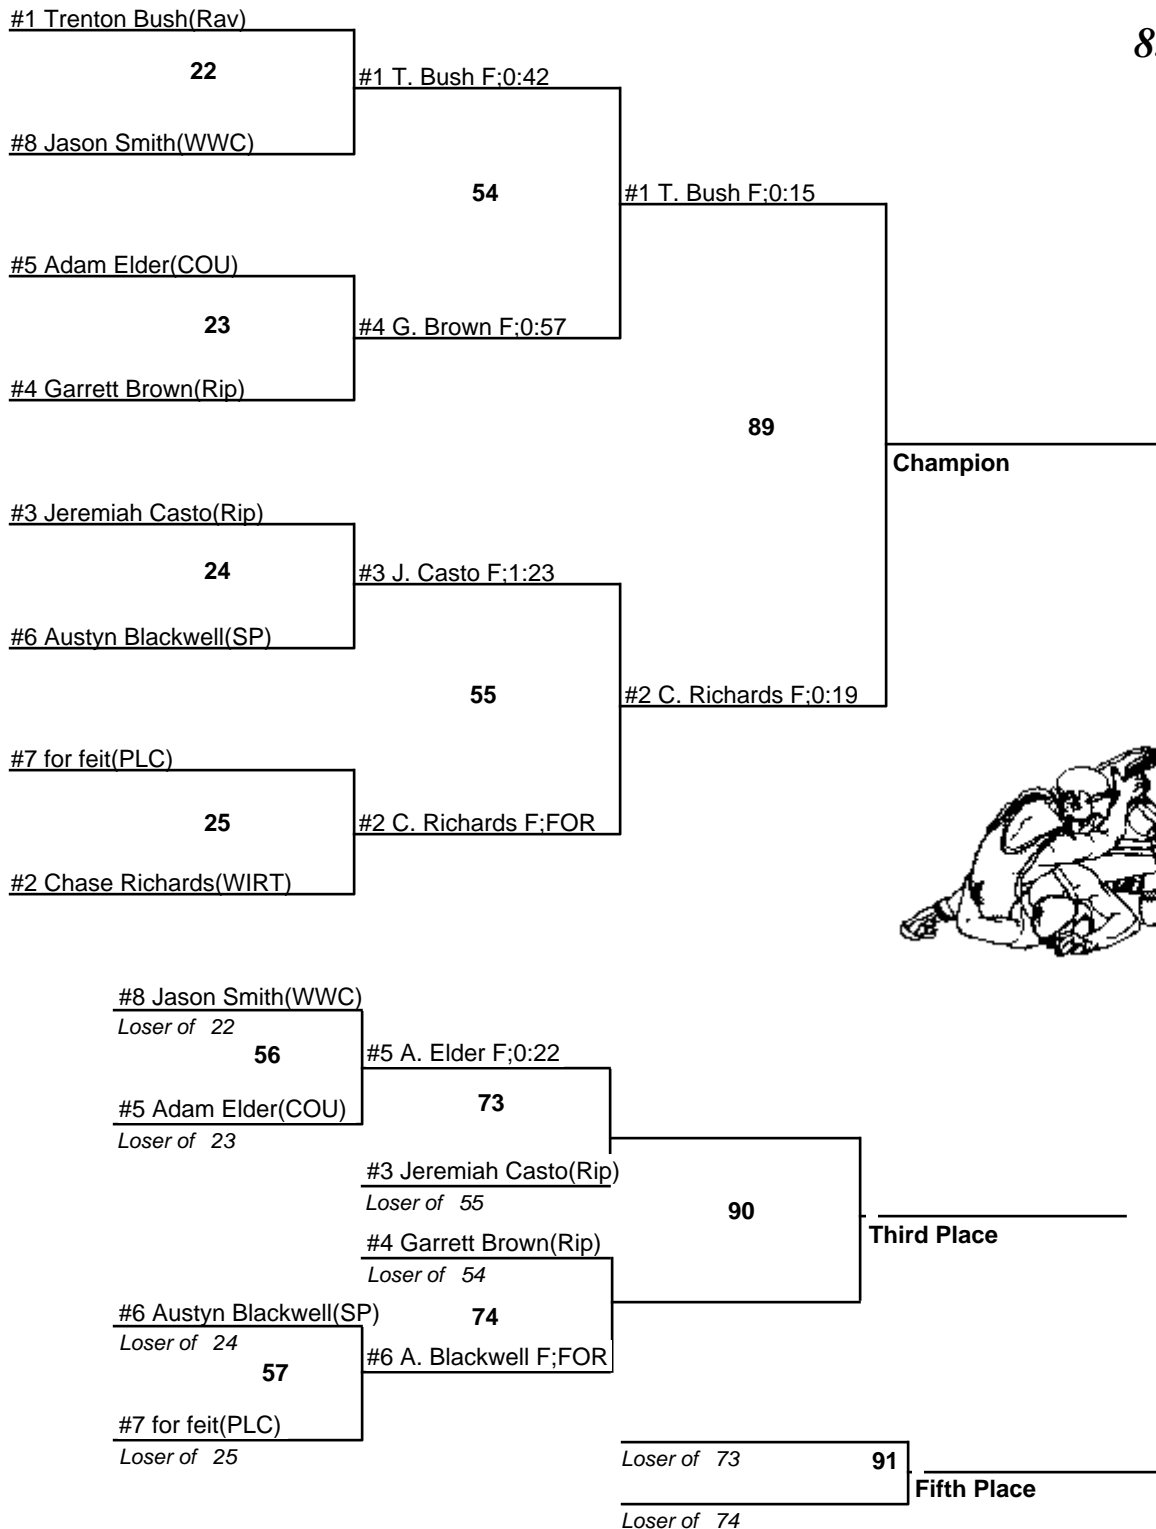 #1 Trenton Bush(Rav)
22
#1 T. Bush F;0:42
#8 Jason Smith(WWC)
54
#1 T. Bush F;0:15
#5 Adam Elder(COU)
23
#4 G. Brown F;0:57
#4 Garrett Brown(Rip)
89
Champion
#3 Jeremiah Casto(Rip)
24
#3 J. Casto F;1:23
#6 Austyn Blackwell(SP)
55
#2 C. Richards F;0:19
#7 for feit(PLC)
25
#2 C. Richards F;FOR
#2 Chase Richards(WIRT)
#8 Jason Smith(WWC)
Loser of 22
56
#5 A. Elder F;0:22
#5 Adam Elder(COU)
Loser of 23
73
#3 Jeremiah Casto(Rip)
Loser of 55
90
Third Place
#4 Garrett Brown(Rip)
Loser of 54
#6 Austyn Blackwell(SP)
Loser of 24
74
57
#6 A. Blackwell F;FOR
#7 for feit(PLC)
Loser of 25
Loser of 73
91
Fifth Place
Loser of 74